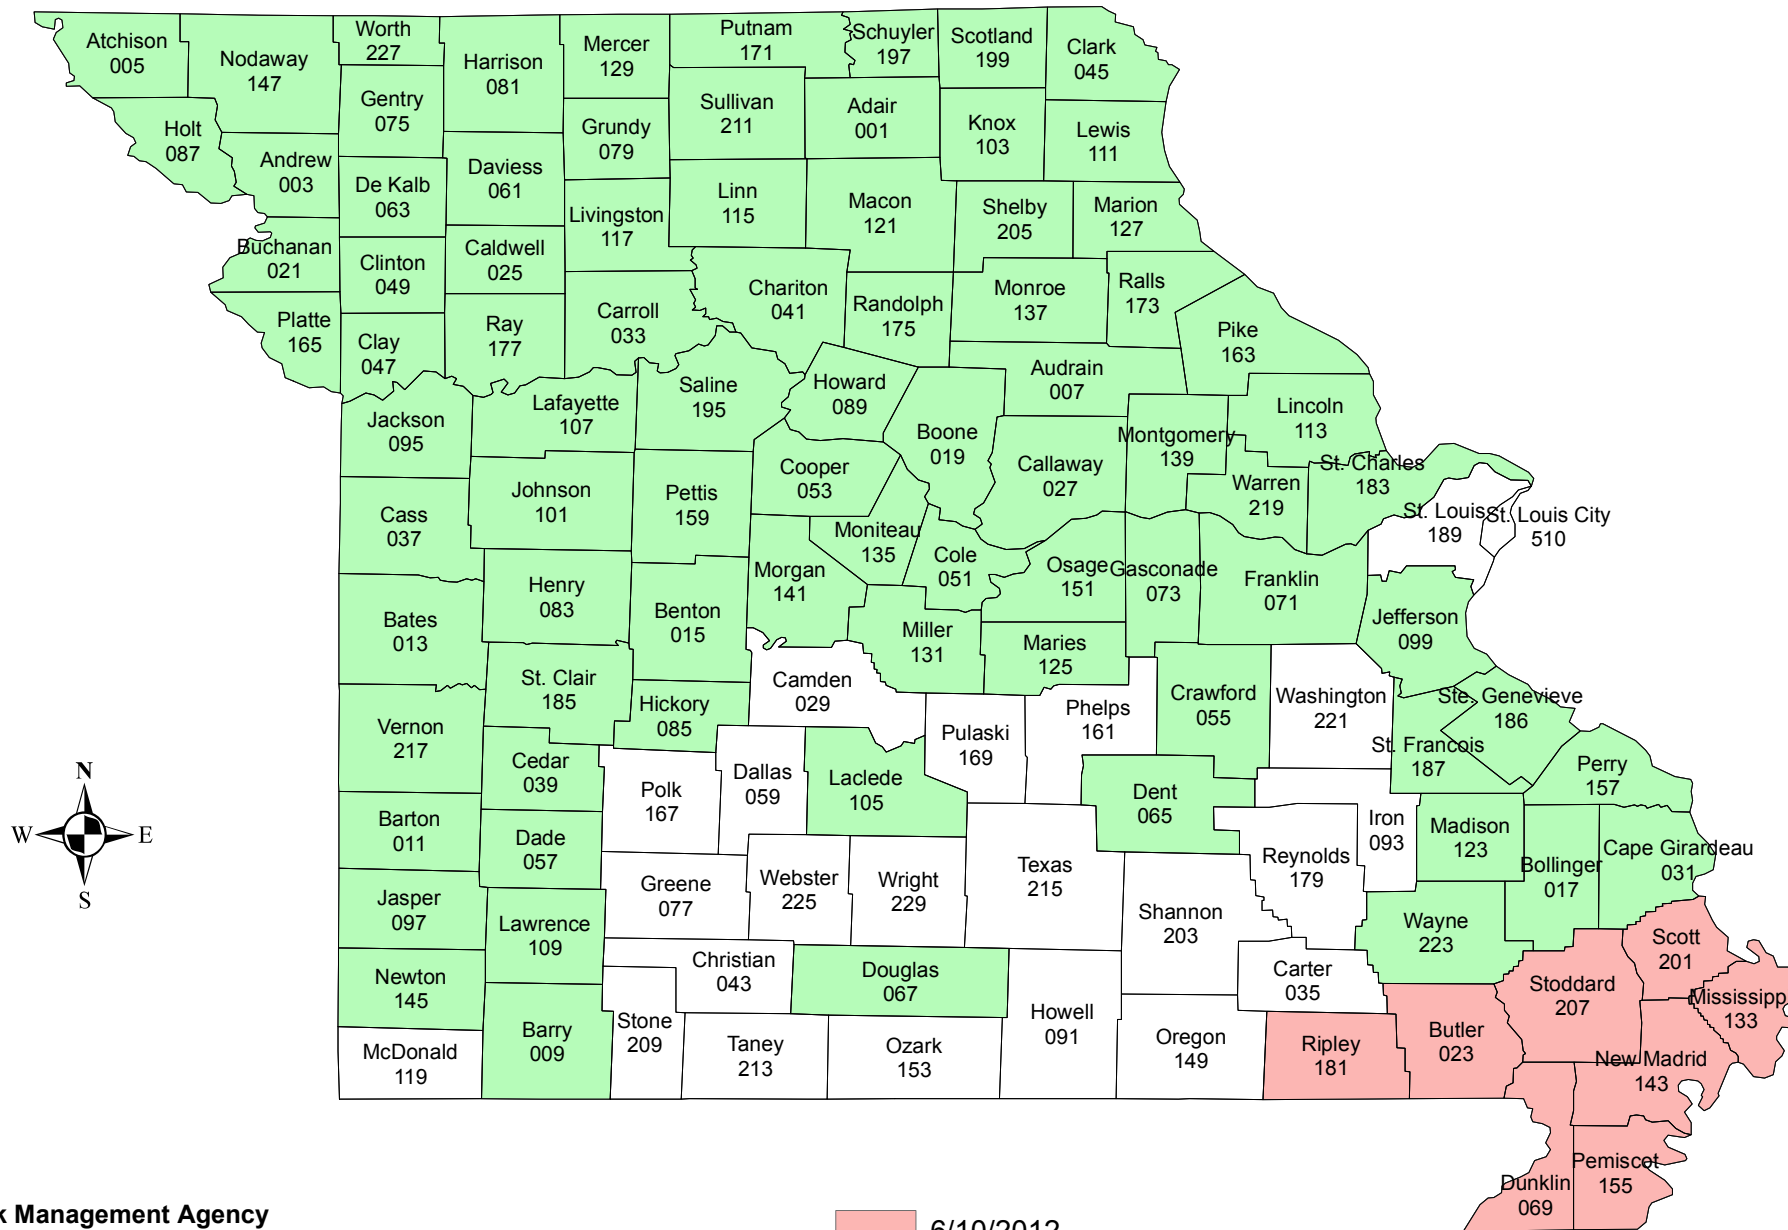 Atchison
005
Nodaway
147
Worth
227
Harrison
081
Mercer
129
Putnam
171
Schuyler
197
Scotland
199
Clark
045
Holt
087
Gentry
075
Grundy
079
Sullivan
211
Adair
001
Knox
103
Lewis
111
Andrew
003
De Kalb
063
Daviess
061
Livingston
117
Linn
115
Macon
121
Shelby
205
Marion
127
Buchanan
021
Clinton
049
Caldwell
025
Chariton
041
Randolph
175
Monroe
137
Ralls
173
Platte
165
Clay
047
Ray
177
Carroll
033
Pike
163
Jackson
095
Lafayette
107
Saline
195
Howard
089
Boone
019
Audrain
007
Lincoln
113
Cass
037
Johnson
101
Pettis
159
Cooper
053
Callaway
027
Montgomery
139
Warren
219
St. Charles
183
St. Louis
189
St. Louis City
510
Moniteau
135
Cole
051
Osage
151
Gasconade
073
Franklin
071
Jefferson
099
Bates
013
Henry
083
Benton
015
Morgan
141
Miller
131
Maries
125
Vernon
217
St. Clair
185
Hickory
085
Camden
029
Pulaski
169
Phelps
161
Crawford
055
Washington
221
Ste. Genevieve
186
St. Francois
187
Perry
157
Cedar
039
Polk
167
Dallas
059
Laclede
105
Dent
065
Iron
093
Madison
123
Bollinger
017
Cape Girardeau
031
Barton
011
Dade
057
Greene
077
Webster
225
Wright
229
Texas
215
Reynolds
179
Shannon
203
Wayne
223
Jasper
097
Lawrence
109
Christian
043
Douglas
067
Howell
091
Carter
035
Stoddard
207
Scott
201
Mississipp
133
Newton
145
Barry
009
Stone
209
Taney
213
Ozark
153
Oregon
149
Ripley
181
Butler
023
New Madrid
143
McDonald
119
Dunklin
069
Pemiscot
155
N
W
E
S
k Management Agency
6/10/2012